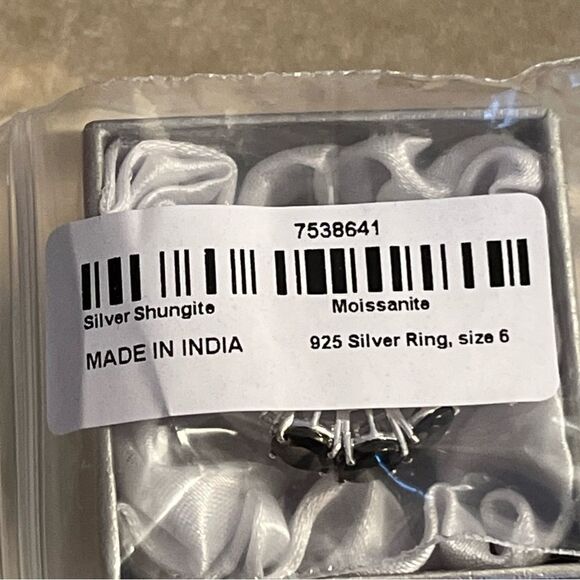 7538641
Silver Shungite Moissanite
MADE IN INDIA 925 Silver Ring, size 6